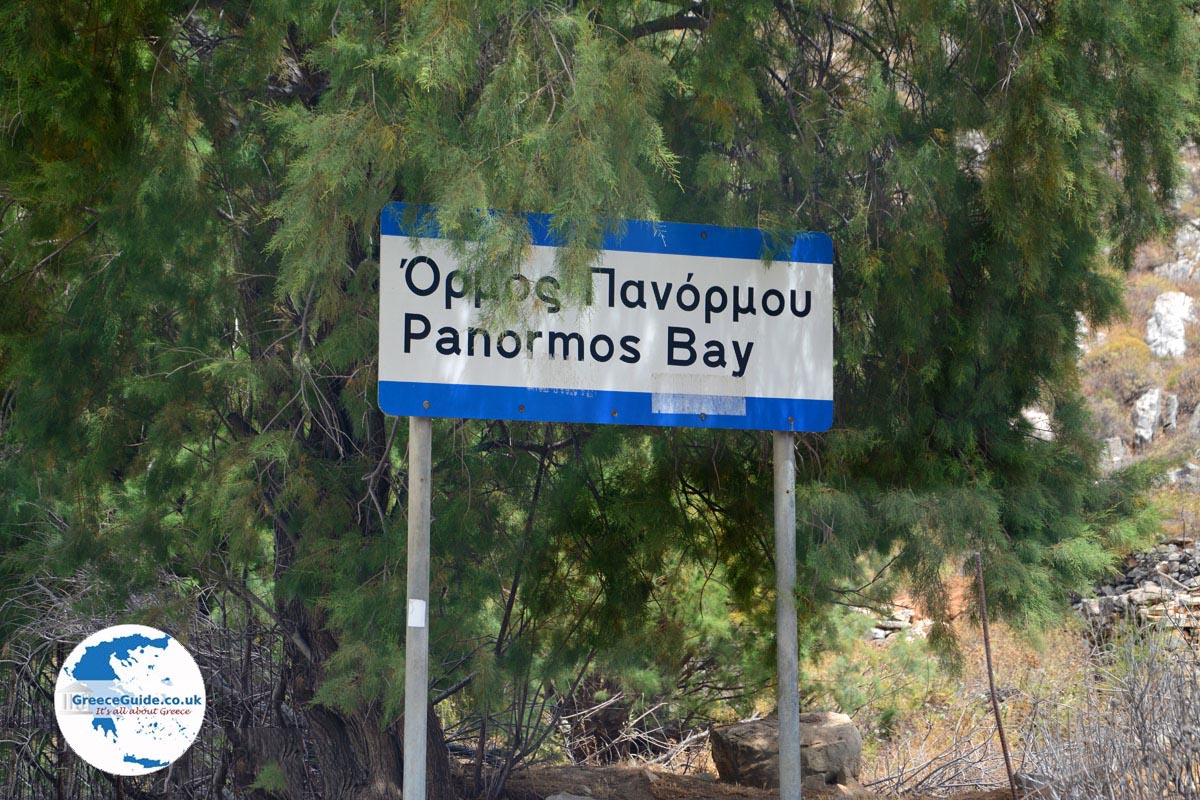 Όρμος Πανόρμου
Panormos Bay
GreeceGuide.co.uk
It's all about Greece